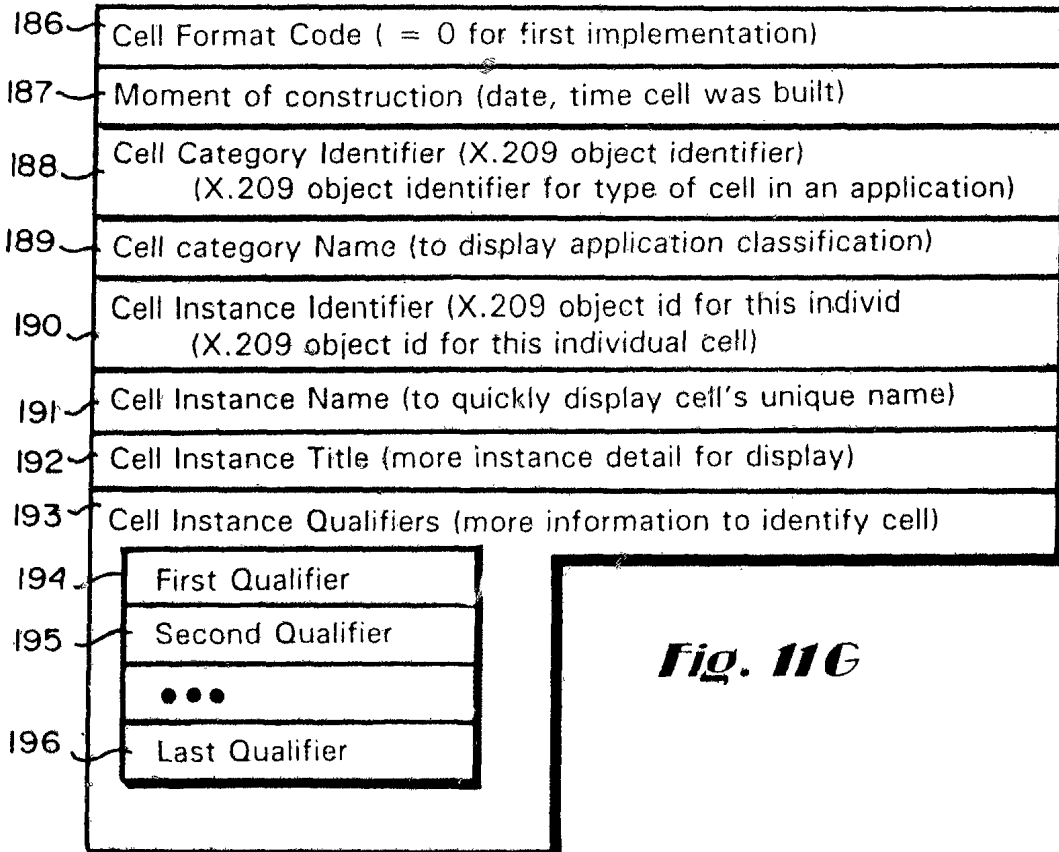 186 Cell Format Code ( = 0 for first implementation)
187 Moment of construction (date, time cell was built)
188 Cell Category Identifier (X.209 object identifier)
(X.209 object identifier for type of cell in an application)
189 Cell category Name (to display application classification)
Cell Instance Identifier (X.209 object id for this individ
190 (X.209 object id for this individual cell)
191 Cell Instance Name (to quickly display cell's unique name)
192 Cell Instance Title (more instance detail for display)
193 Cell Instance Qualifiers (more information to identify cell)
194 First Qualifier
195 Second Qualifier
•••
196 Last Qualifier
Fig. 11G